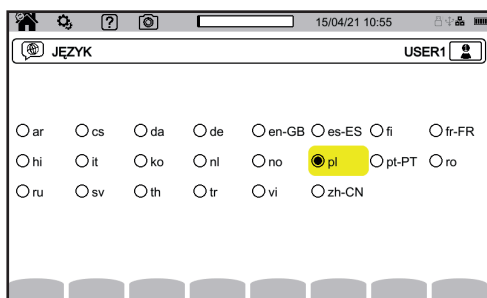 ? 15/04/21 10:55
JĘZYK USER1
ar cs da de en-GB es-ES fi fr-FR
hi it ko nl no pl pt-PT ro
ru sv th tr vi zh-CN